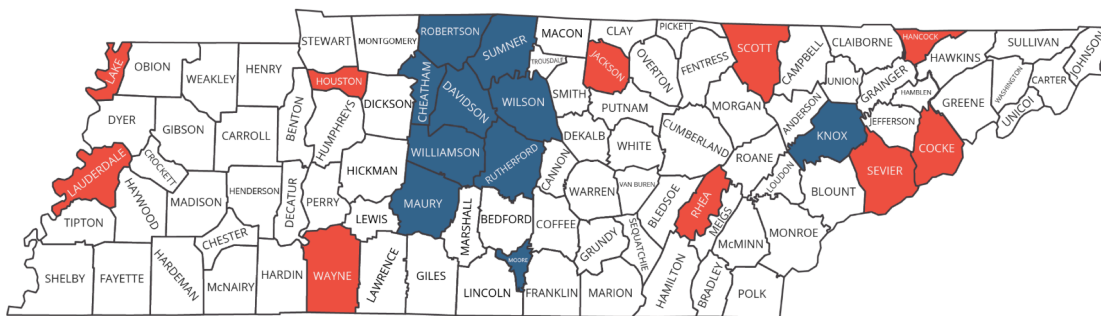 LAKE
OBION
WEAKLEY
HENRY
STEWART
MONTGOMERY
ROBERTSON
SUMNER
MACON
CLAY
PICKETT
OVERTON
FENTRESS
SCOTT
CAMPBELL
CLAIBORNE
HANCOCK
HAWKINS
SULLIVAN
JOHNSON
DYER
GIBSON
CARROLL
BENTON
HOUSTON
HUMPHREYS
DICKSON
CHEATHAM
DAVIDSON
WILSON
TROUSDALE
SMITH
JACKSON
PUTNAM
MORGAN
ANDERSON
UNION
GRAINGER
HAMBLEN
GREENE
WASHINGTON
UNICOI
CARTER
LAUDERDALE
CROCKETT
HAYWOOD
MADISON
HENDERSON
DECATUR
PERRY
HICKMAN
WILLIAMSON
RUTHERFORD
CANNON
DEKALB
WHITE
CUMBERLAND
ROANE
LOUDON
KNOX
JEFFERSON
SEVIER
COCKE
TIPTON
CHESTER
LEWIS
MAURY
MARSHALL
BEDFORD
COFFEE
WARREN
VAN BUREN
BLEDSOE
RHEA
MEIGS
BLOUNT
SHELBY
FAYETTE
HARDEMAN
McNAIRY
HARDIN
WAYNE
LAWRENCE
GILES
LINCOLN
MOORE
FRANKLIN
GRUNDY
MARION
SEQUATCHIE
HAMILTON
BRADLEY
McMINN
POLK
MONROE